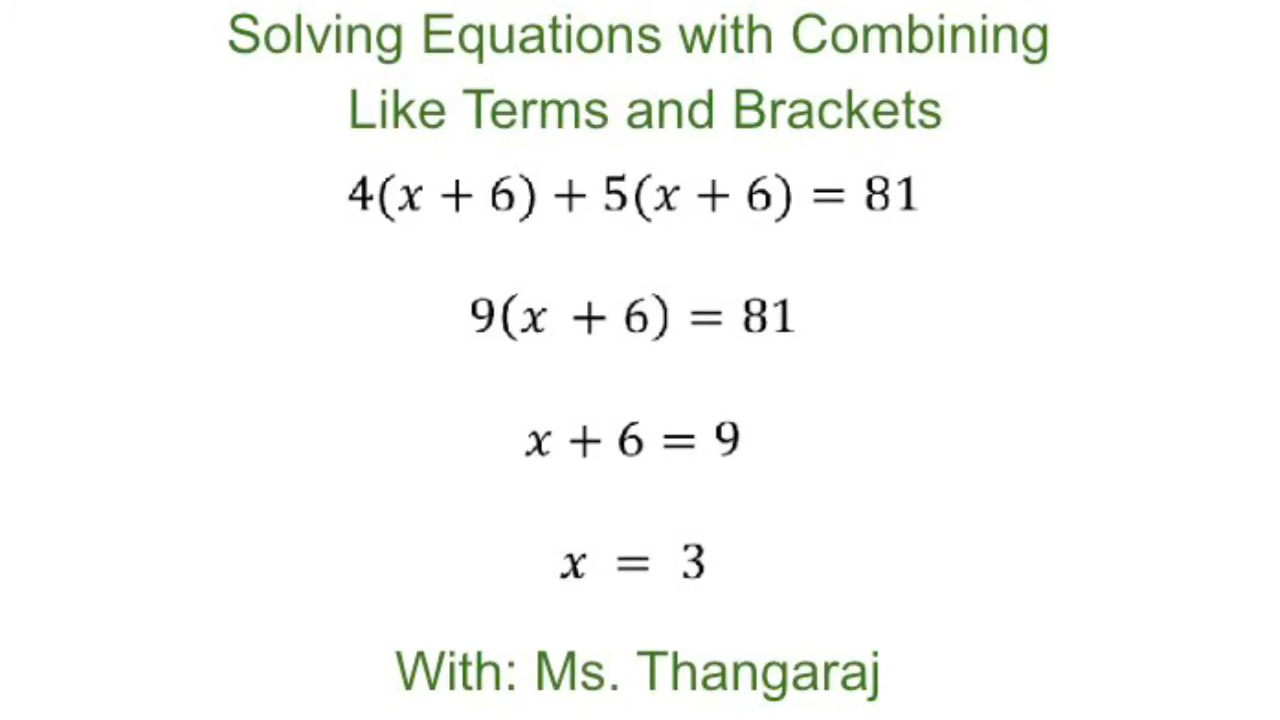 Solving Equations with Combining
Like Terms and Brackets
4(x + 6) + 5(x + 6) = 81
9(x + 6) = 81
x + 6 = 9
x = 3
With: Ms. Thangaraj